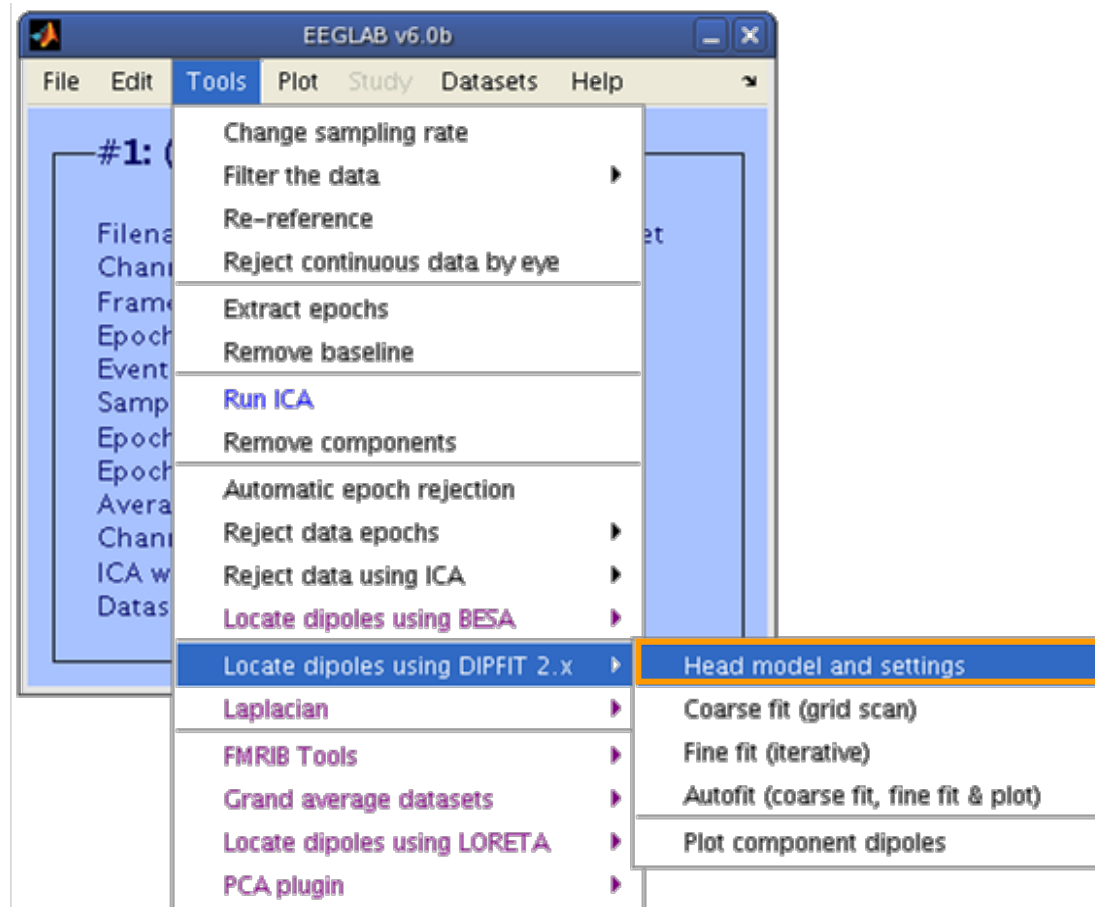 EEGLAB v6.0b
File Edit Tools Plot Study Datasets Help
#1: (
Filena et
Chann
Frame
Epoch
Event
Samp
Epoch
Epoch
Avera
Chann
ICA w
Datas
Change sampling rate
Filter the data
Re-reference
Reject continuous data by eye
Extract epochs
Remove baseline
Run ICA
Remove components
Automatic epoch rejection
Reject data epochs
Reject data using ICA
Locate dipoles using BESA
Locate dipoles using DIPFIT 2.x
Laplacian
FMRIB Tools
Grand average datasets
Locate dipoles using LORETA
PCA plugin
Head model and settings
Coarse fit (grid scan)
Fine fit (iterative)
Autofit (coarse fit, fine fit & plot)
Plot component dipoles